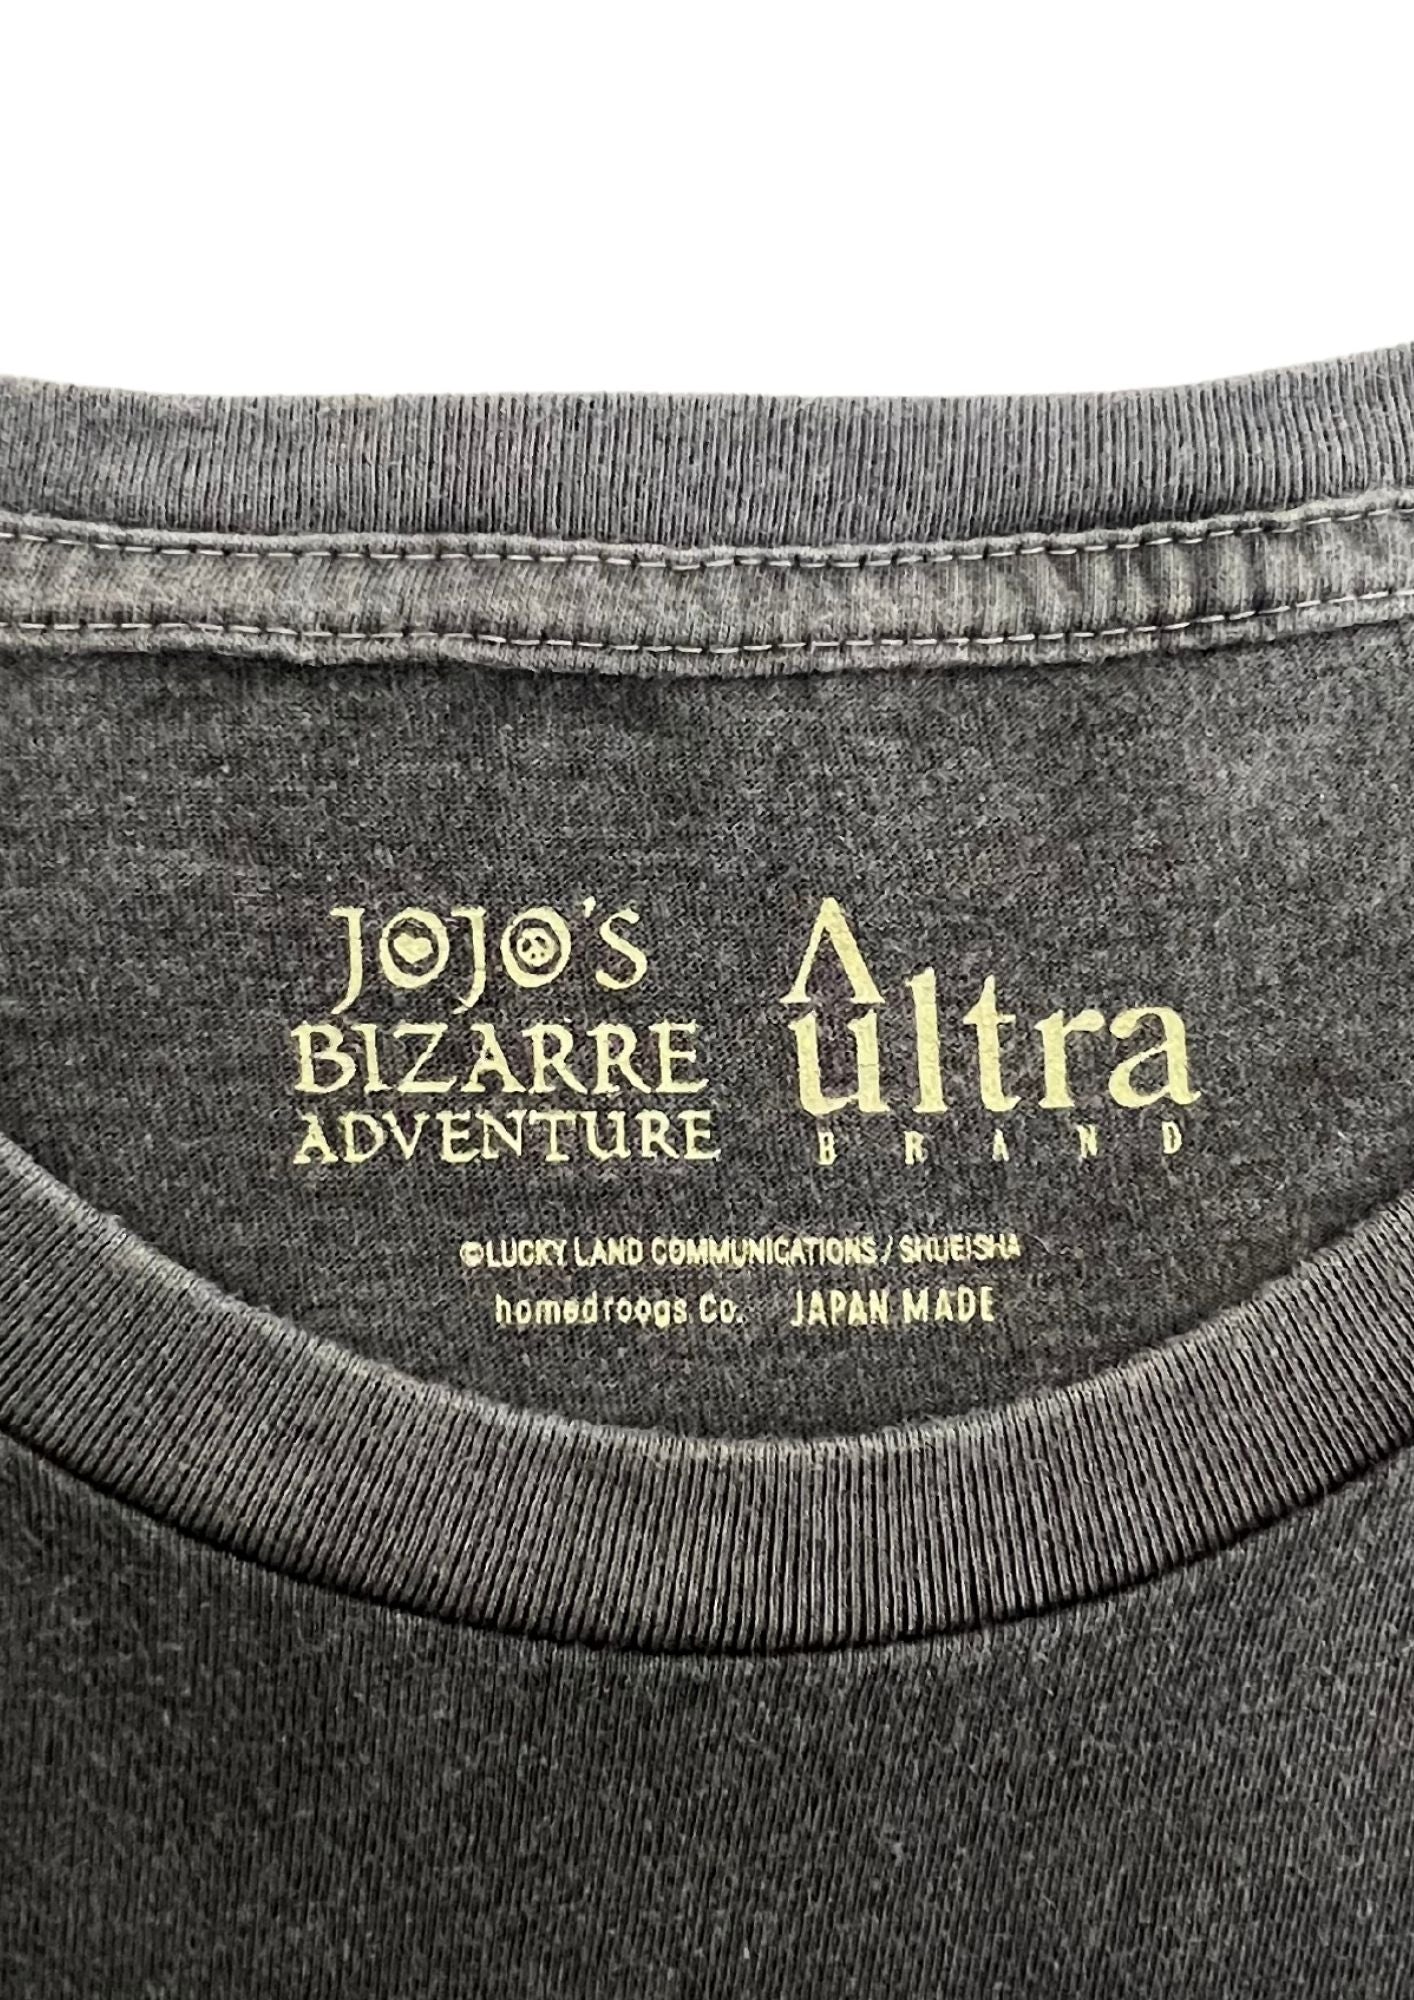 JOJO'S
BIZARRE
ADVENTURE
A
ultra
BRAND
©LUCKY LAND COMMUNICATIONS / SHUEISHA
homedroogs Co. JAPAN MADE